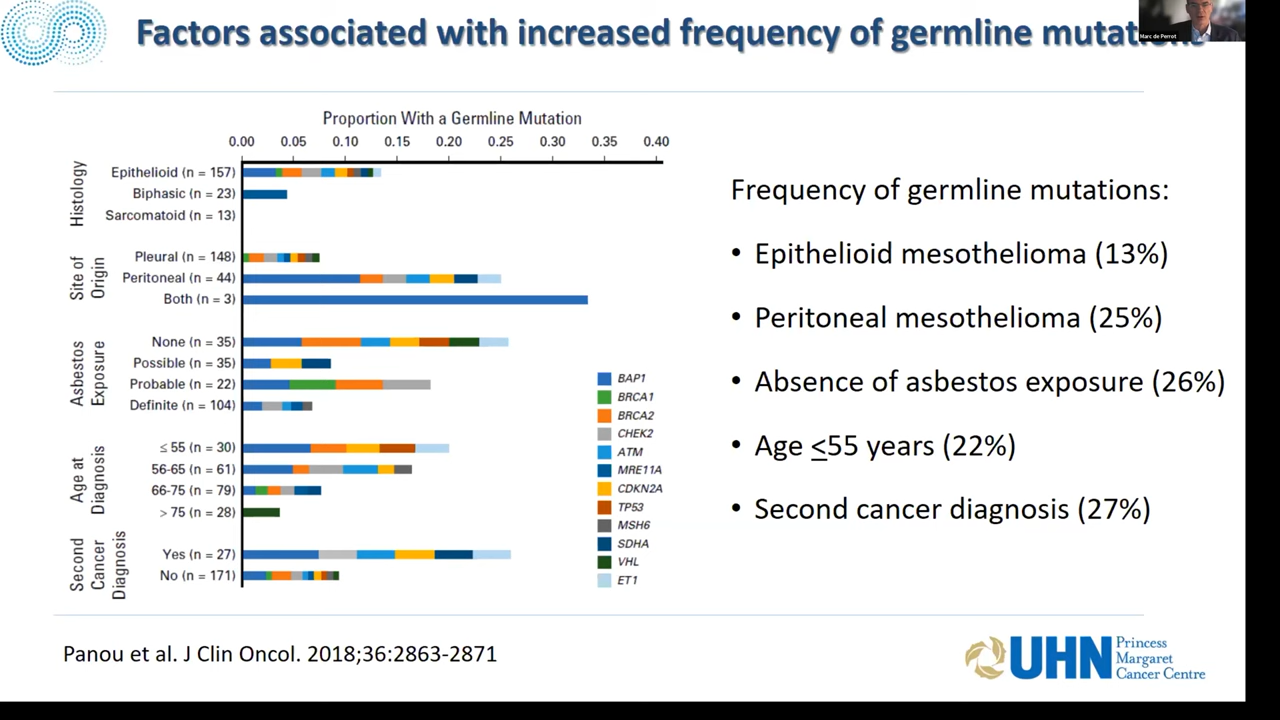 Factors associated with increased frequency of germline mutations
Marc de Perrot
Proportion With a Germline Mutation
0.00 0.05 0.10 0.15 0.20 0.25 0.30 0.35 0.40
Histology
Epithelioid (n = 157)
Biphasic (n = 23)
Sarcomatoid (n = 13)
Site of
Origin
Pleural (n = 148)
Peritoneal (n = 44)
Both (n = 3)
Asbestos
Exposure
None (n = 35)
Possible (n = 35)
Probable (n = 22)
Definite (n = 104)
Age at
Diagnosis
≤ 55 (n = 30)
56-65 (n = 61)
66-75 (n = 79)
> 75 (n = 28)
Second
Cancer
Diagnosis
Yes (n = 27)
No (n = 171)
BAP1
BRCA1
BRCA2
CHEK2
ATM
MRE11A
CDKN2A
TP53
MSH6
SDHA
VHL
ET1
Frequency of germline mutations:
• Epithelioid mesothelioma (13%)
• Peritoneal mesothelioma (25%)
• Absence of asbestos exposure (26%)
• Age <55 years (22%)
• Second cancer diagnosis (27%)
Panou et al. J Clin Oncol. 2018;36:2863-2871
UHN
Princess
Margaret
Cancer Centre